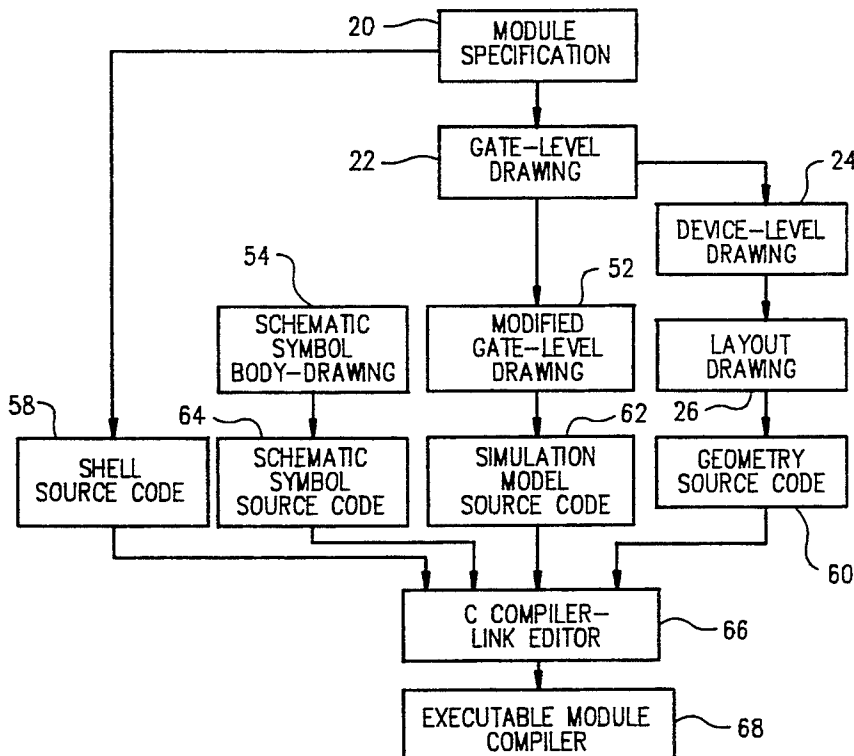 20
MODULE
SPECIFICATION
22
GATE-LEVEL
DRAWING
24
DEVICE-LEVEL
DRAWING
54
SCHEMATIC
SYMBOL
BODY-DRAWING
52
MODIFIED
GATE-LEVEL
DRAWING
LAYOUT
DRAWING
26
58
SHELL
SOURCE CODE
64
SCHEMATIC
SYMBOL
SOURCE CODE
62
SIMULATION
MODEL
SOURCE CODE
GEOMETRY
SOURCE CODE
60
C COMPILER-
LINK EDITOR
66
EXECUTABLE MODULE
COMPILER
68